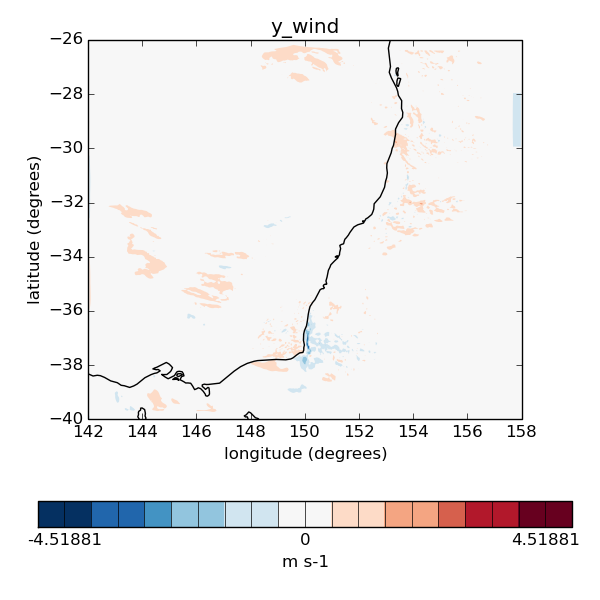 y_wind
−26
−28
−30
−32
−34
−36
−38
−40
latitude (degrees)
142 144 146 148 150 152 154 156 158
longitude (degrees)
-4.51881 0 4.51881
m s-1